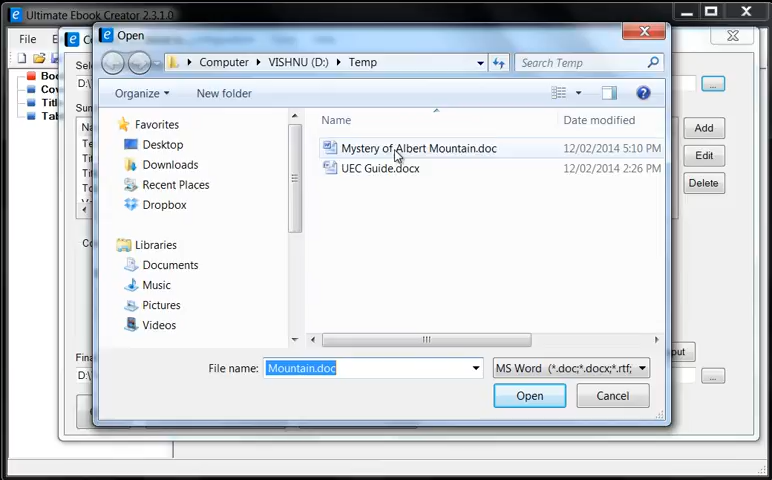 Ultimate Ebook Creator 2.3.1.0
File
Open
Computer
VISHNU (D:)
Temp
Search Temp
Organize
New folder
Name
Date modified
Favorites
Desktop
Downloads
Recent Places
Dropbox
Libraries
Documents
Music
Pictures
Videos
Mystery of Albert Mountain.doc
12/02/2014 5:10 PM
UEC Guide.docx
12/02/2014 2:26 PM
Add
Edit
Delete
File name:
Mountain.doc
MS Word (*.doc;*.docx;*.rtf;
Open
Cancel
D:\
D:\
...
...